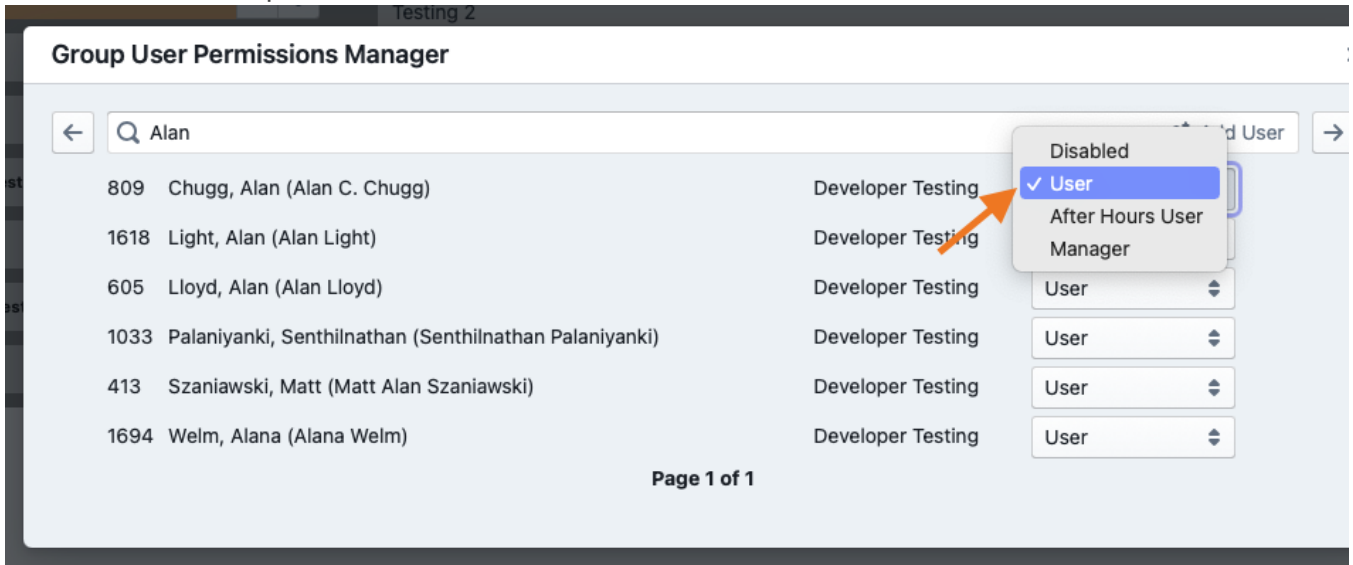 Testing 2
Group User Permissions Manager
Alan
d User
Disabled
✓ User
After Hours User
Manager
809 Chugg, Alan (Alan C. Chugg) Developer Testing
1618 Light, Alan (Alan Light) Developer Testing
605 Lloyd, Alan (Alan Lloyd) Developer Testing User
1033 Palaniyanki, Senthilnathan (Senthilnathan Palaniyanki) Developer Testing User
413 Szaniawski, Matt (Matt Alan Szaniawski) Developer Testing User
1694 Welm, Alana (Alana Welm) Developer Testing User
Page 1 of 1